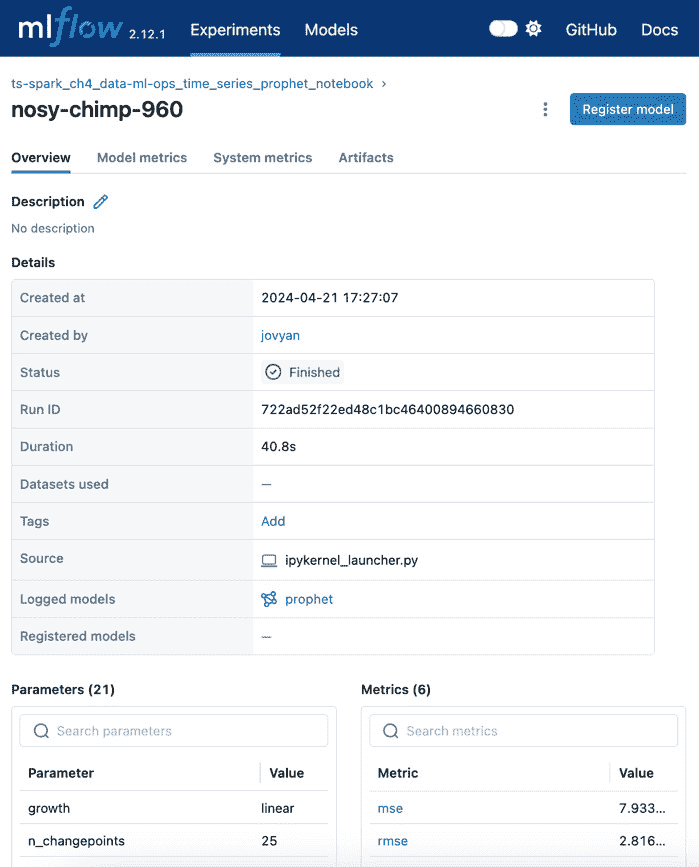 mlflow 2.12.1 Experiments Models GitHub Docs
ts-spark_ch4_data-ml-ops_time_series_prophet_notebook ›
nosy-chimp-960
Register model
Overview Model metrics System metrics Artifacts
Description
No description
Details
Created at 2024-04-21 17:27:07
Created by jovyan
Status Finished
Run ID 722ad52f22ed48c1bc46400894660830
Duration 40.8s
Datasets used —
Tags Add
Source ipykernel_launcher.py
Logged models prophet
Registered models —
Parameters (21) Metrics (6)
Search parameters Search metrics
Parameter Value Metric Value
growth linear mse 7.933...
n_changepoints 25 rmse 2.816...